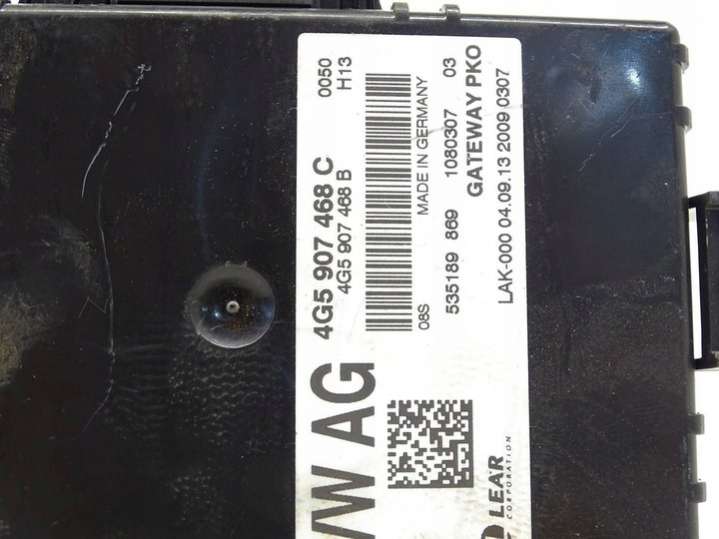 VW AG
4G5 907 468 C
0050
4G5 907 468 B
H13
08S
MADE IN GERMANY
535189 869 1080307 03
GATEWAY PKO
LEAR
CORPORATION
LAK-000 04.09.13 2009 0307